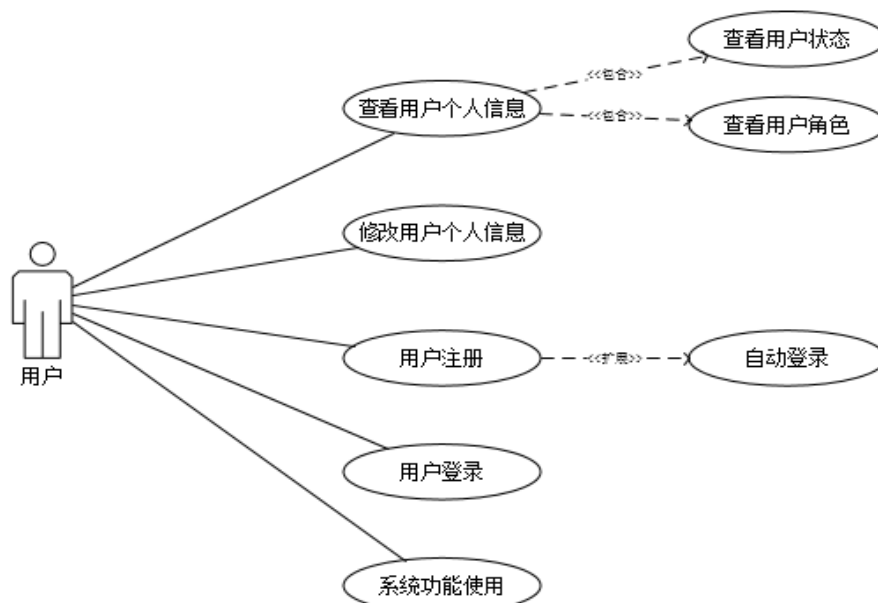 查看用户状态
<<包含>>
查看用户个人信息
<<包含>>
查看用户角色
修改用户个人信息
用户
用户注册
<<扩展>>
自动登录
用户登录
系统功能使用